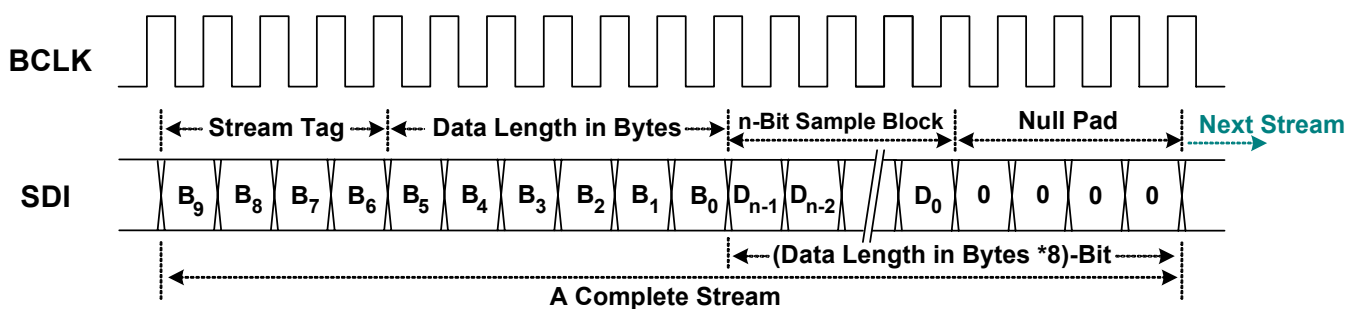 BCLK
Stream Tag
Data Length in Bytes
n-Bit Sample Block
Null Pad
Next Stream
SDI
B9 B8 B7 B6 B5 B4 B3 B2 B1 B0 Dn-1 Dn-2 D0 0 0 0 0
(Data Length in Bytes *8)-Bit
A Complete Stream